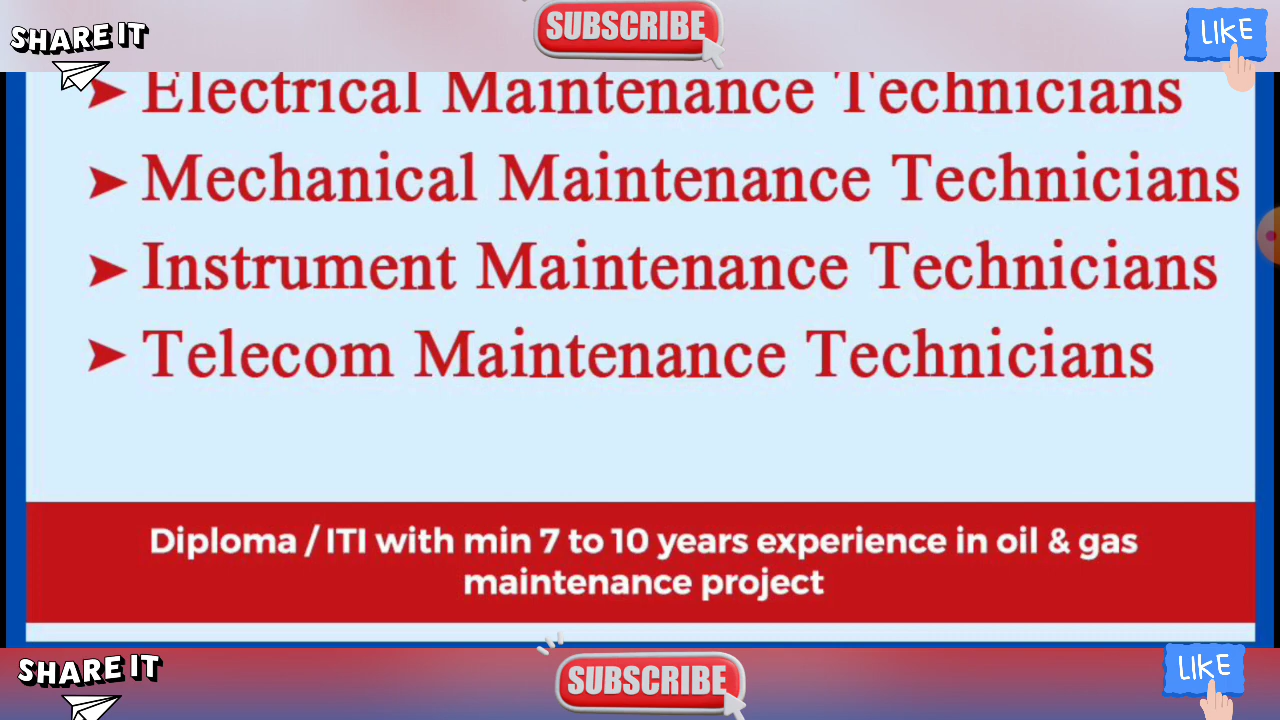 SHARE IT
SUBSCRIBE
LIKE
➤ Electrical Maintenance Technicians
➤ Mechanical Maintenance Technicians
➤ Instrument Maintenance Technicians
➤ Telecom Maintenance Technicians
Diploma / ITI with min 7 to 10 years experience in oil & gas
maintenance project
SHARE IT
SUBSCRIBE
LIKE